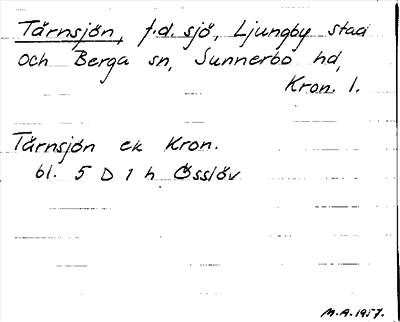 Tärnsjön, f.d. sjö, Ljungby stad
och Berga sn, Sunnerbo hd,
Kron. l.
Tärnsjön ek Kron.
bl. 5 D 1 h Össlöv
M.A. 1957.